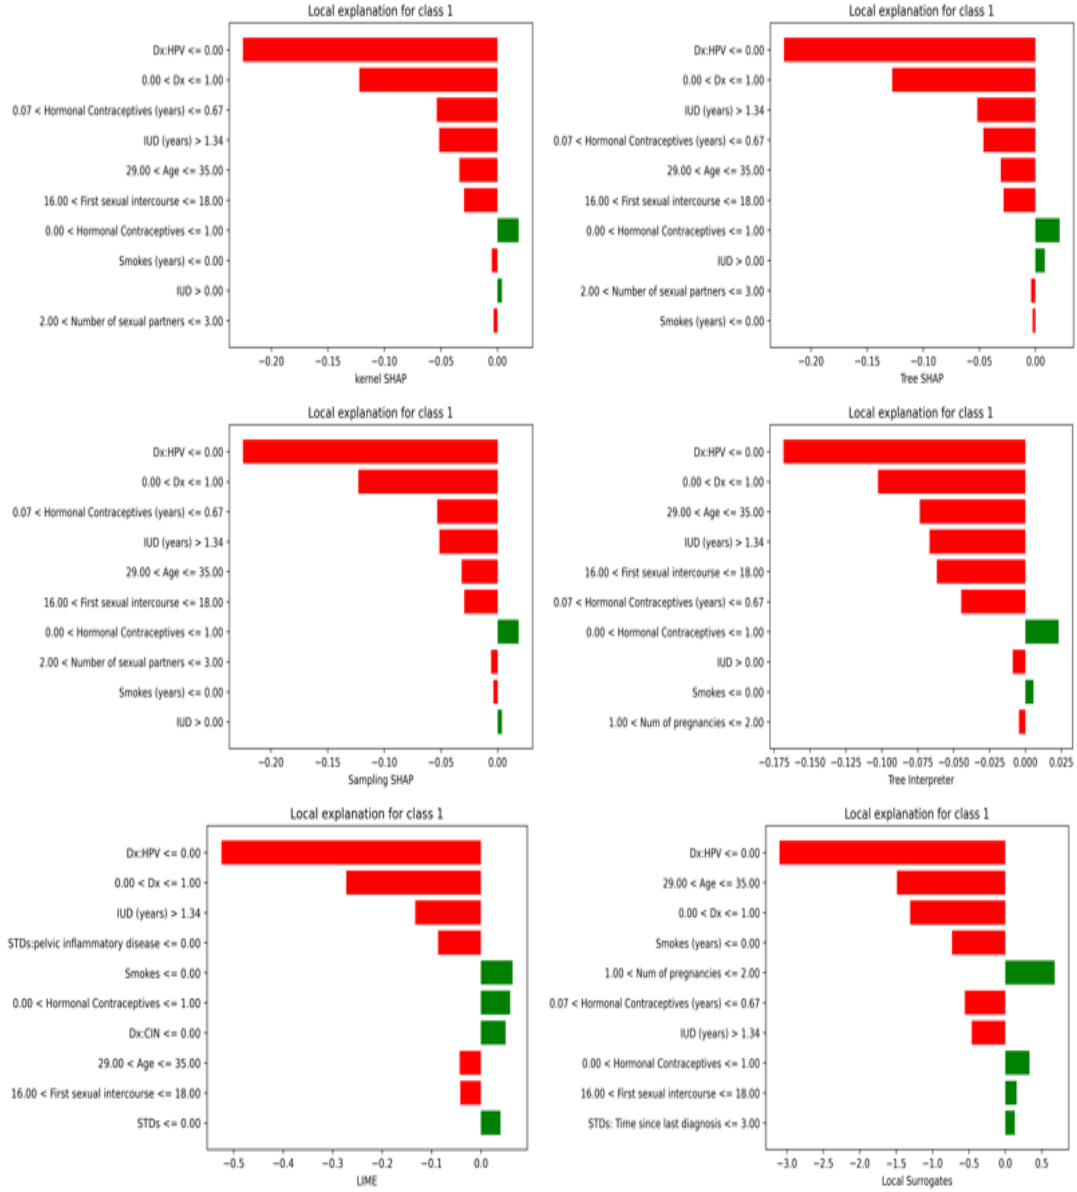 Local explanation for class 1
Dx:HPV <= 0.00
0.00 < Dx <= 1.00
0.07 < Hormonal Contraceptives (years) <= 0.67
IUD (years) > 1.34
29.00 < Age <= 35.00
16.00 < First sexual intercourse <= 18.00
0.00 < Hormonal Contraceptives <= 1.00
Smokes (years) <= 0.00
IUD > 0.00
2.00 < Number of sexual partners <= 3.00
−0.20 −0.15 −0.10 −0.05 0.00
kernel SHAP
Local explanation for class 1
Dx:HPV <= 0.00
0.00 < Dx <= 1.00
IUD (years) > 1.34
0.07 < Hormonal Contraceptives (years) <= 0.67
29.00 < Age <= 35.00
16.00 < First sexual intercourse <= 18.00
0.00 < Hormonal Contraceptives <= 1.00
IUD > 0.00
2.00 < Number of sexual partners <= 3.00
Smokes (years) <= 0.00
−0.20 −0.15 −0.10 −0.05 0.00
Tree SHAP
Local explanation for class 1
Dx:HPV <= 0.00
0.00 < Dx <= 1.00
0.07 < Hormonal Contraceptives (years) <= 0.67
IUD (years) > 1.34
29.00 < Age <= 35.00
16.00 < First sexual intercourse <= 18.00
0.00 < Hormonal Contraceptives <= 1.00
2.00 < Number of sexual partners <= 3.00
Smokes (years) <= 0.00
IUD > 0.00
−0.20 −0.15 −0.10 −0.05 0.00
Sampling SHAP
Local explanation for class 1
Dx:HPV <= 0.00
0.00 < Dx <= 1.00
29.00 < Age <= 35.00
IUD (years) > 1.34
16.00 < First sexual intercourse <= 18.00
0.07 < Hormonal Contraceptives (years) <= 0.67
0.00 < Hormonal Contraceptives <= 1.00
IUD > 0.00
Smokes <= 0.00
1.00 < Num of pregnancies <= 2.00
−0.175 −0.150 −0.125 −0.100 −0.075 −0.050 −0.025 0.000 0.025
Tree Interpreter
Local explanation for class 1
Dx:HPV <= 0.00
0.00 < Dx <= 1.00
IUD (years) > 1.34
STDs:pelvic inflammatory disease <= 0.00
Smokes <= 0.00
0.00 < Hormonal Contraceptives <= 1.00
Dx:CIN <= 0.00
29.00 < Age <= 35.00
16.00 < First sexual intercourse <= 18.00
STDs <= 0.00
−0.5 −0.4 −0.3 −0.2 −0.1 0.0
LIME
Local explanation for class 1
Dx:HPV <= 0.00
29.00 < Age <= 35.00
0.00 < Dx <= 1.00
Smokes (years) <= 0.00
1.00 < Num of pregnancies <= 2.00
0.07 < Hormonal Contraceptives (years) <= 0.67
IUD (years) > 1.34
0.00 < Hormonal Contraceptives <= 1.00
16.00 < First sexual intercourse <= 18.00
STDs: Time since last diagnosis <= 3.00
−3.0 −2.5 −2.0 −1.5 −1.0 −0.5 0.0 0.5
Local Surrogates